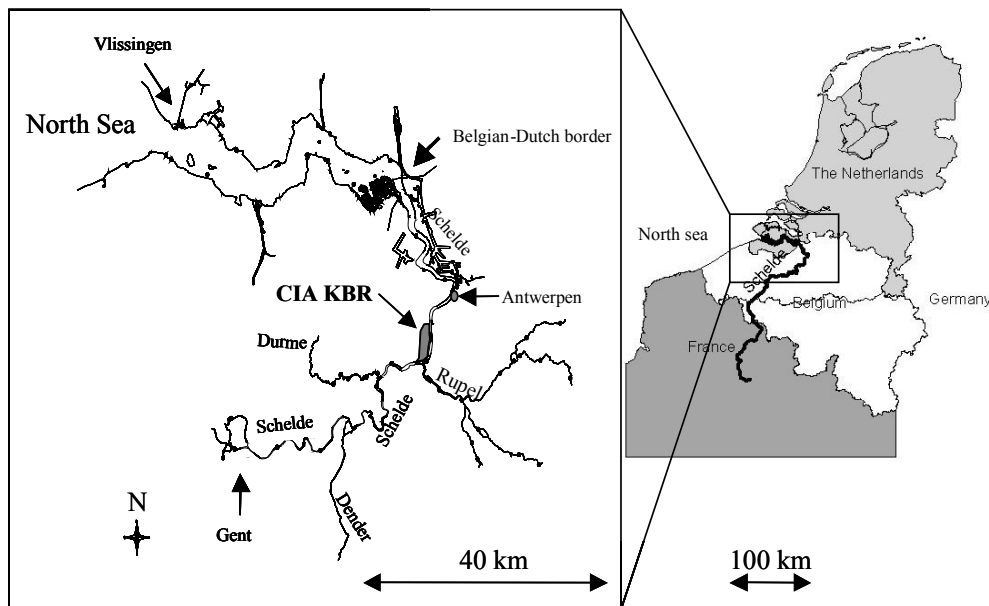 Vlissingen
North Sea
Belgian-Dutch border
Schelde
CIA KBR
Antwerpen
Durme
Rupel
Schelde
Schelde
Dender
Gent
N
40 km
The Netherlands
North sea
Schelde
Belgium
Germany
France
100 km